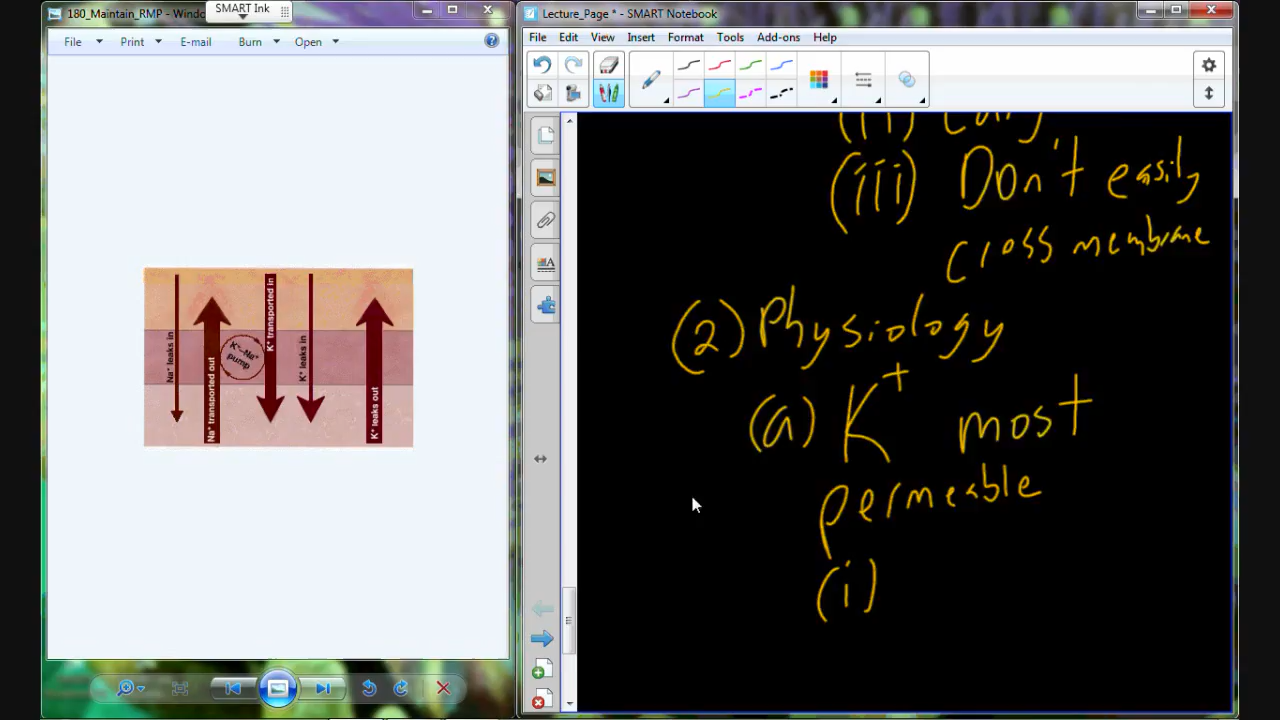 180_Maintain_RMP - Windo
SMART Ink
File Print E-mail Burn Open
Na⁺ leaks in
Na⁺ transported out
K⁺-Na⁺
pump
K⁺ transported in
K⁺ leaks in
K⁺ leaks out
Lecture_Page * - SMART Notebook
File Edit View Insert Format Tools Add-ons Help
(iii) Don't easily
cross membrane
(2) Physiology
(a) K⁺ most
permeable
(i)